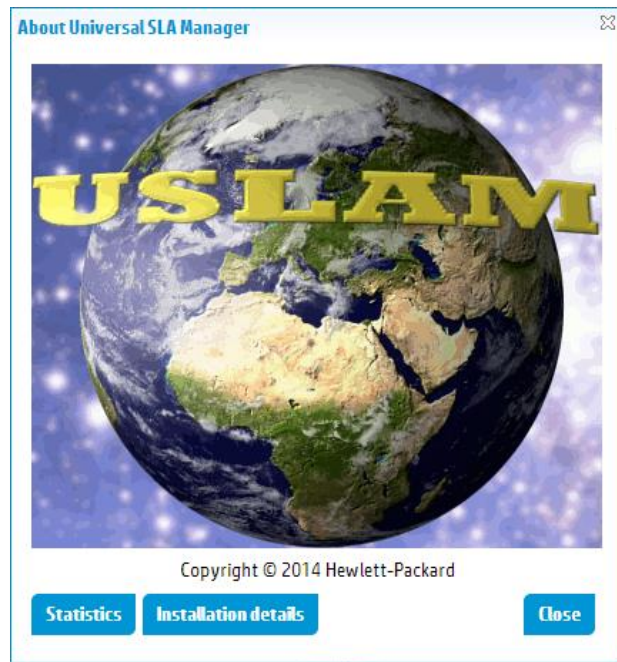 About Universal SLA Manager
USLAM
Copyright © 2014 Hewlett-Packard
Statistics Installation details Close